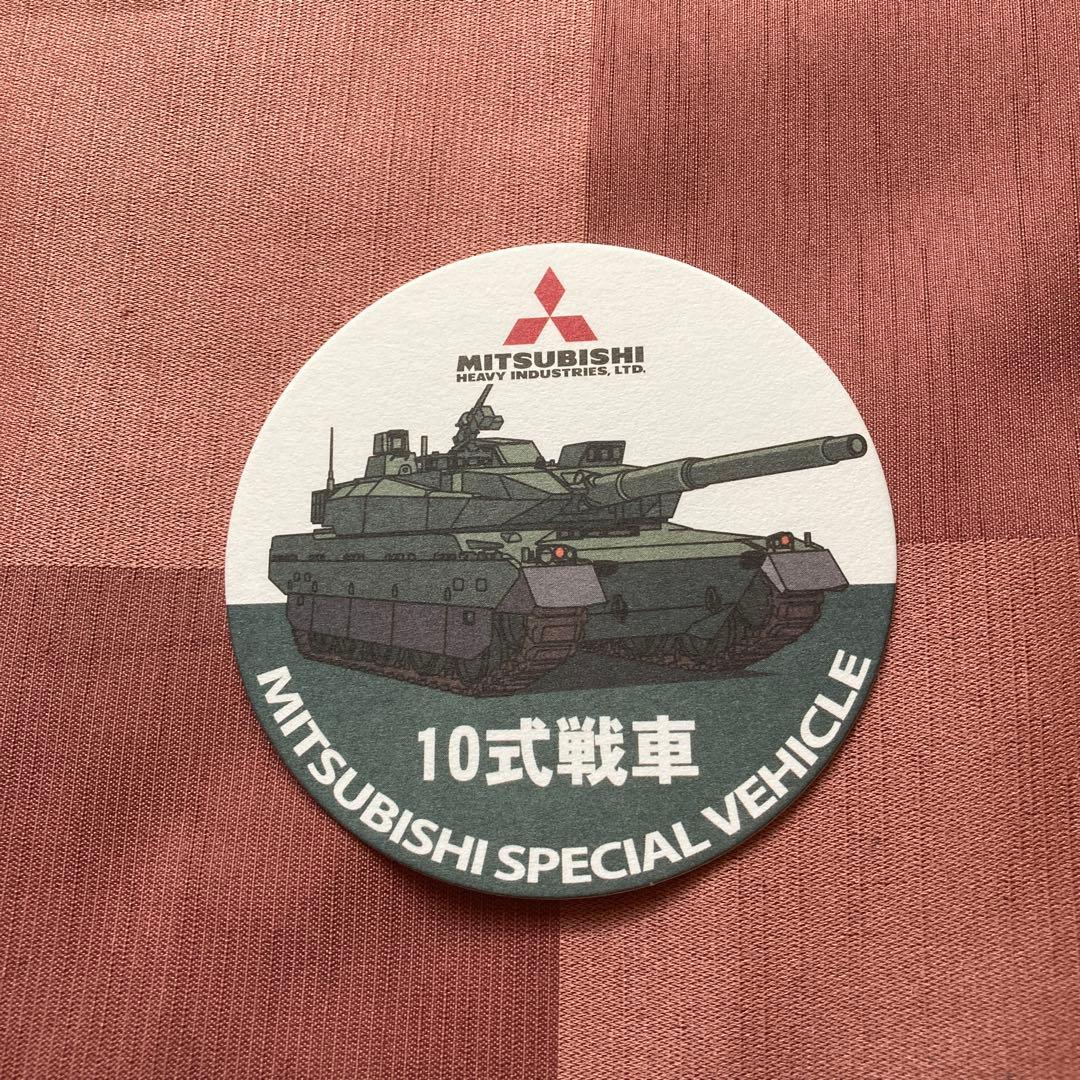 MITSUBISHI
HEAVY INDUSTRIES, LTD.
10式戦車
MITSUBISHI SPECIAL VEHICLE